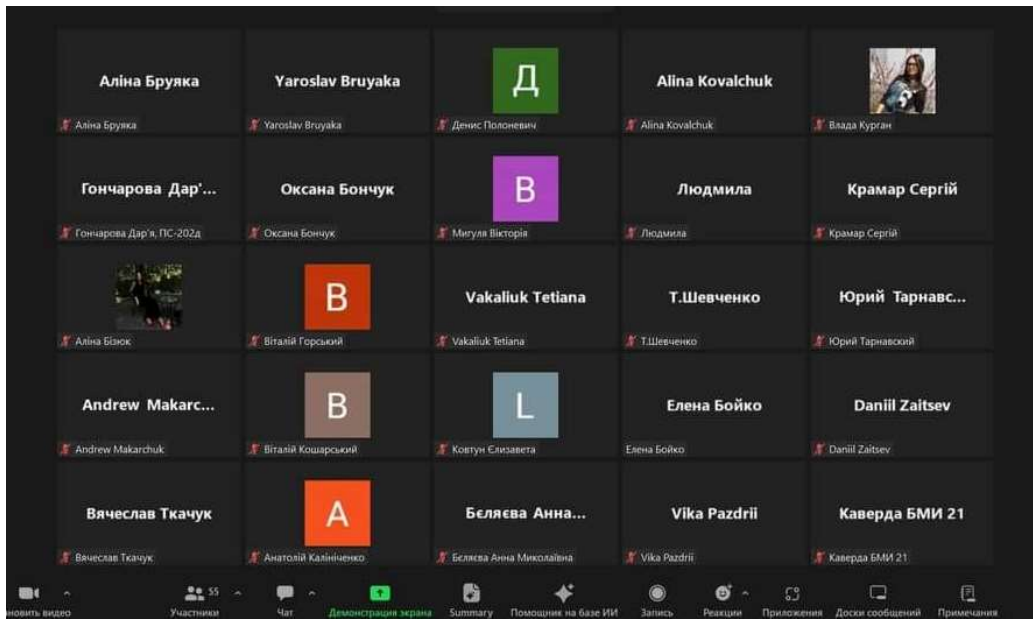 Аліна Бруяка
Yaroslav Bruyaka
Д
Alina Kovalchuk
Аліна Бруяка
Yaroslav Bruyaka
Денис Полоневич
Alina Kovalchuk
Влада Курган
Гончарова Дар'...
Оксана Бончук
В
Людмила
Крамар Сергій
Гончарова Дар'я, ПС-202д
Оксана Бончук
Мигуля Вікторія
Людмила
Крамар Сергій
В
Vakaliuk Tetiana
Т.Шевченко
Юрий Тарнавс...
Аліна Бізюк
Віталій Горський
Vakaliuk Tetiana
Т.Шевченко
Юрий Тарнавский
Andrew Makarc...
В
L
Елена Бойко
Daniil Zaitsev
Andrew Makarchuk
Віталій Кошарський
Ковтун Єлизавета
Елена Бойко
Daniil Zaitsev
Вячеслав Ткачук
А
Бєляєва Анна...
Vika Pazdrii
Каверда БМИ 21
Вячеслав Ткачук
Анатолій Калініченко
Бєляєва Анна Миколаївна
Vika Pazdrii
Каверда БМИ 21
55
новить видео
Участники
Чат
Демонстрация экрана
Summary
Помощник на базе ИИ
Запись
Реакции
Приложения
Доски сообщений
Примечания